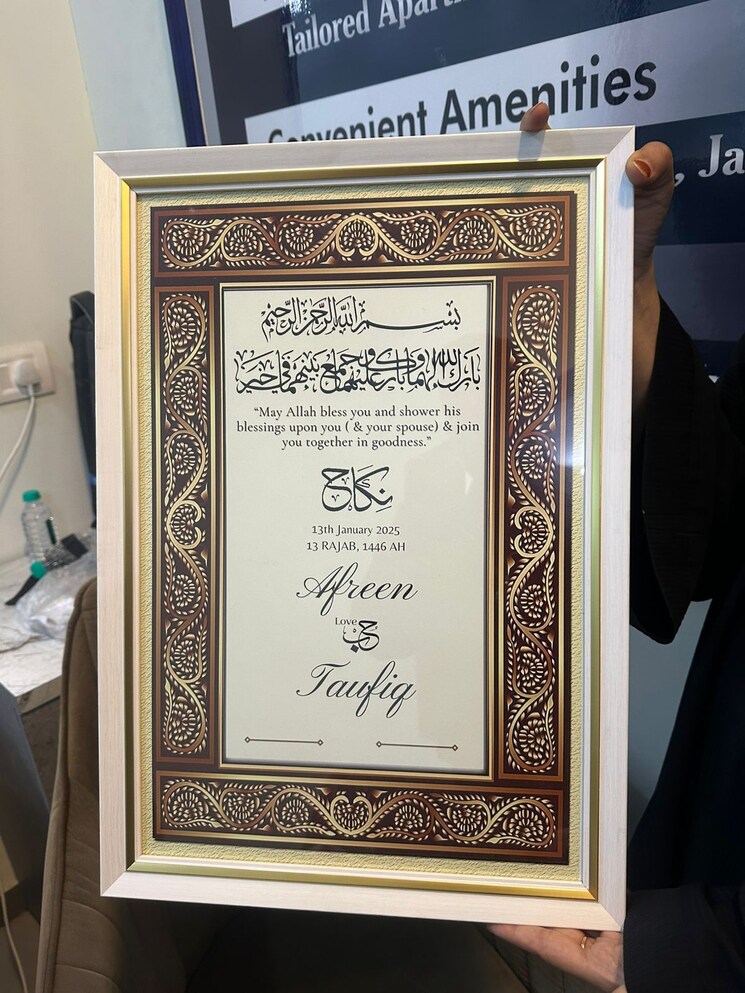 Tailored Apart
Convenient Amenities
, Ja
بسم الله الرحمن الرحيم
بارك الله لهما وبارك عليهما وجمع بينهما في خير
“May Allah bless you and shower his
blessings upon you ( & your spouse) & join
you together in goodness.”
نكاح
13th January 2025
13 RAJAB, 1446 AH
Afreen
Love حب
Taufiq